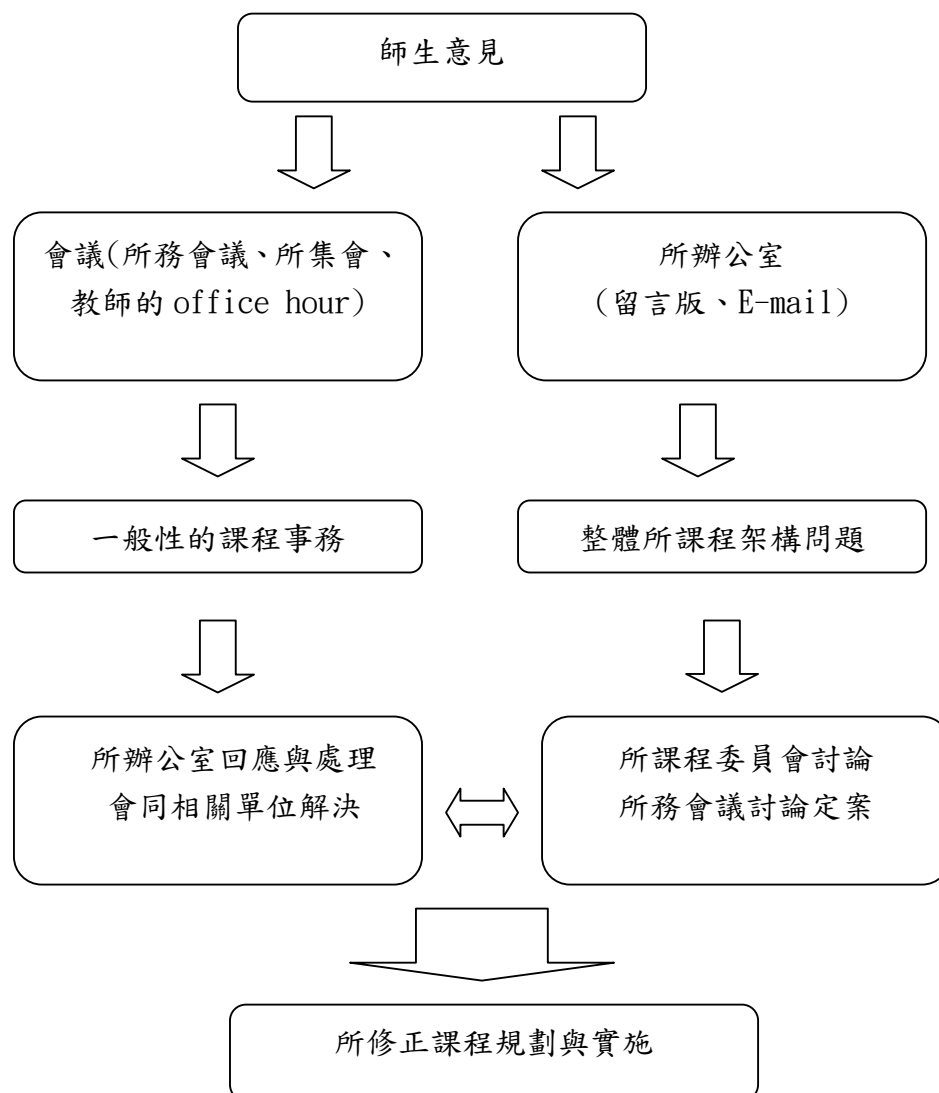 師生意見
會議(所務會議、所集會、
教師的 office hour)
所辦公室
(留言版、E-mail)
一般性的課程事務
整體所課程架構問題
所辦公室回應與處理
會同相關單位解決
所課程委員會討論
所務會議討論定案
所修正課程規劃與實施